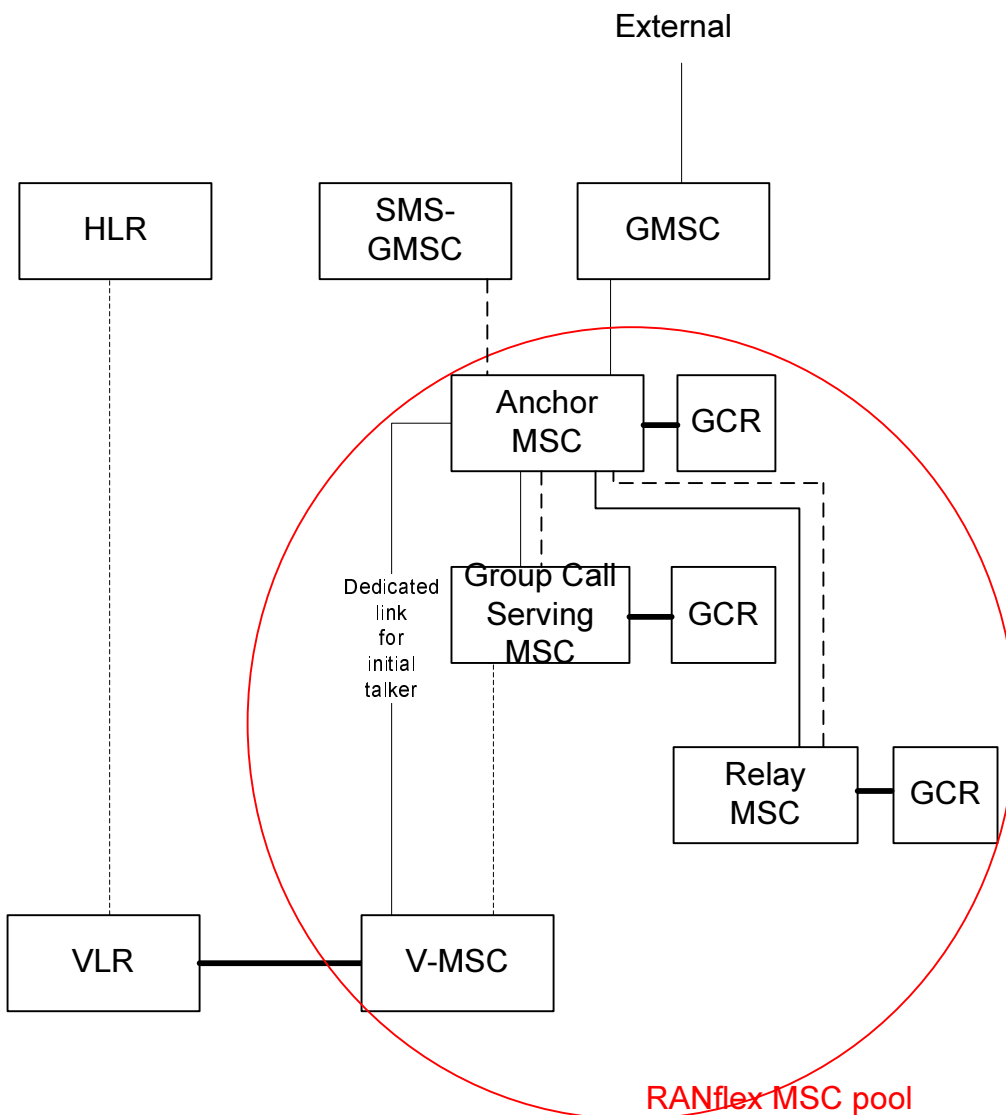 External
HLR
SMS-
GMSC
GMSC
Anchor
MSC
GCR
Dedicated
link
for
initial
talker
Group Call
Serving
MSC
GCR
Relay
MSC
GCR
VLR
V-MSC
RANflex MSC pool